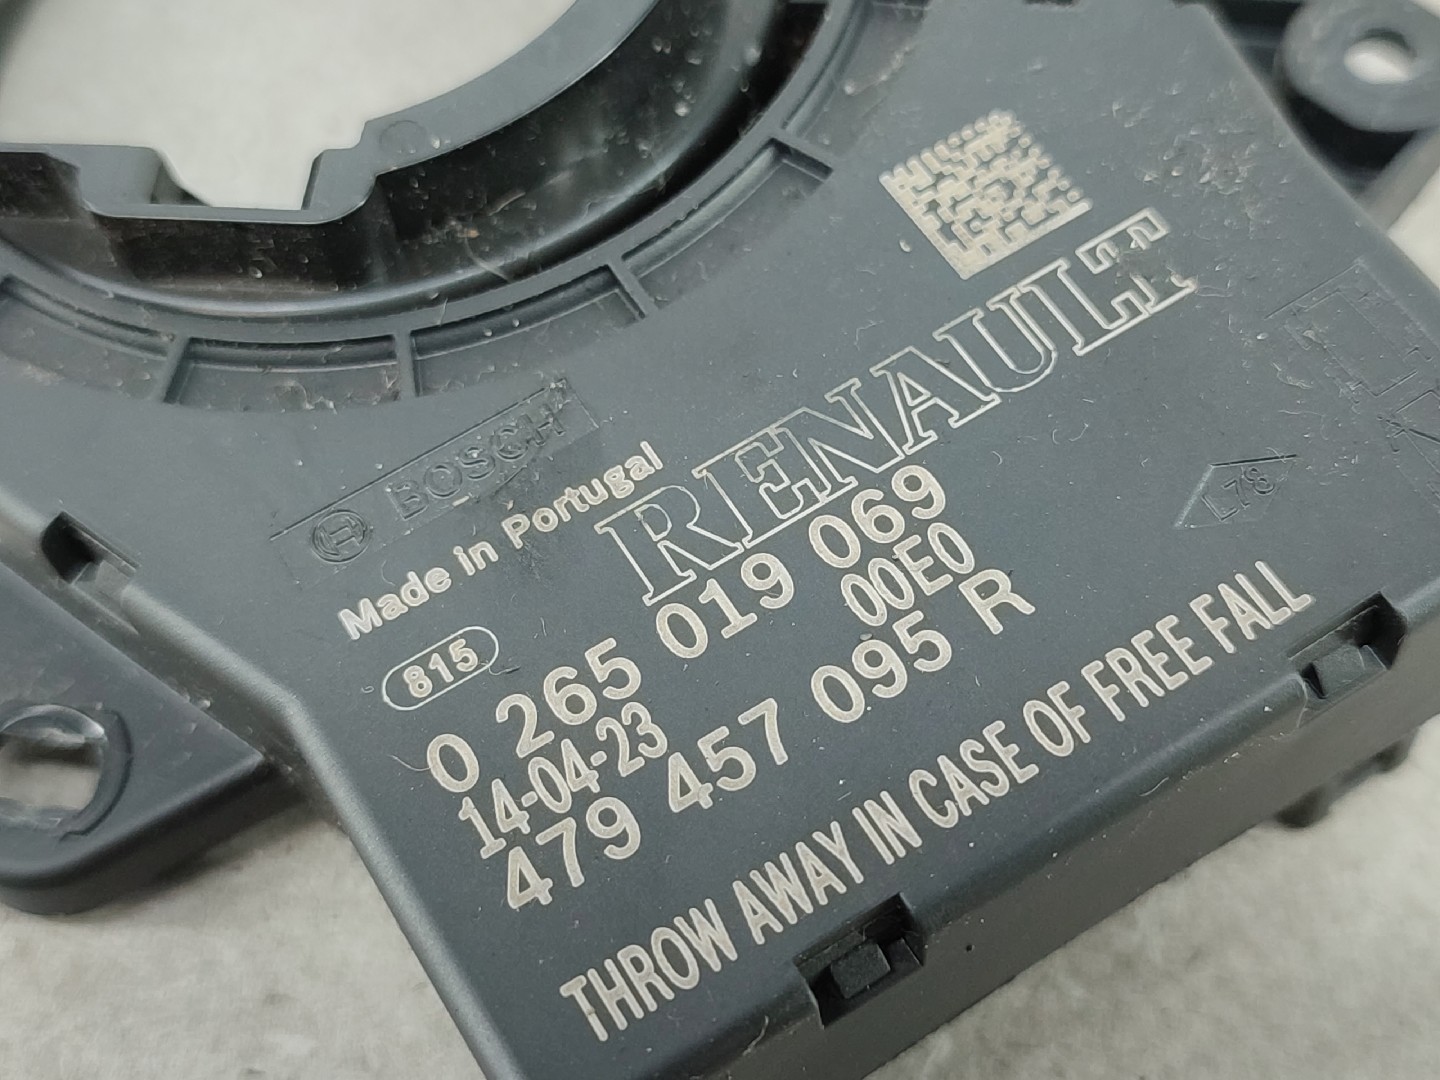 BOSCH
Made in Portugal
RENAULT
815
0 265 019 069
14-04-23 00E0
479 457 095 R
THROW AWAY IN CASE OF FREE FALL
L78